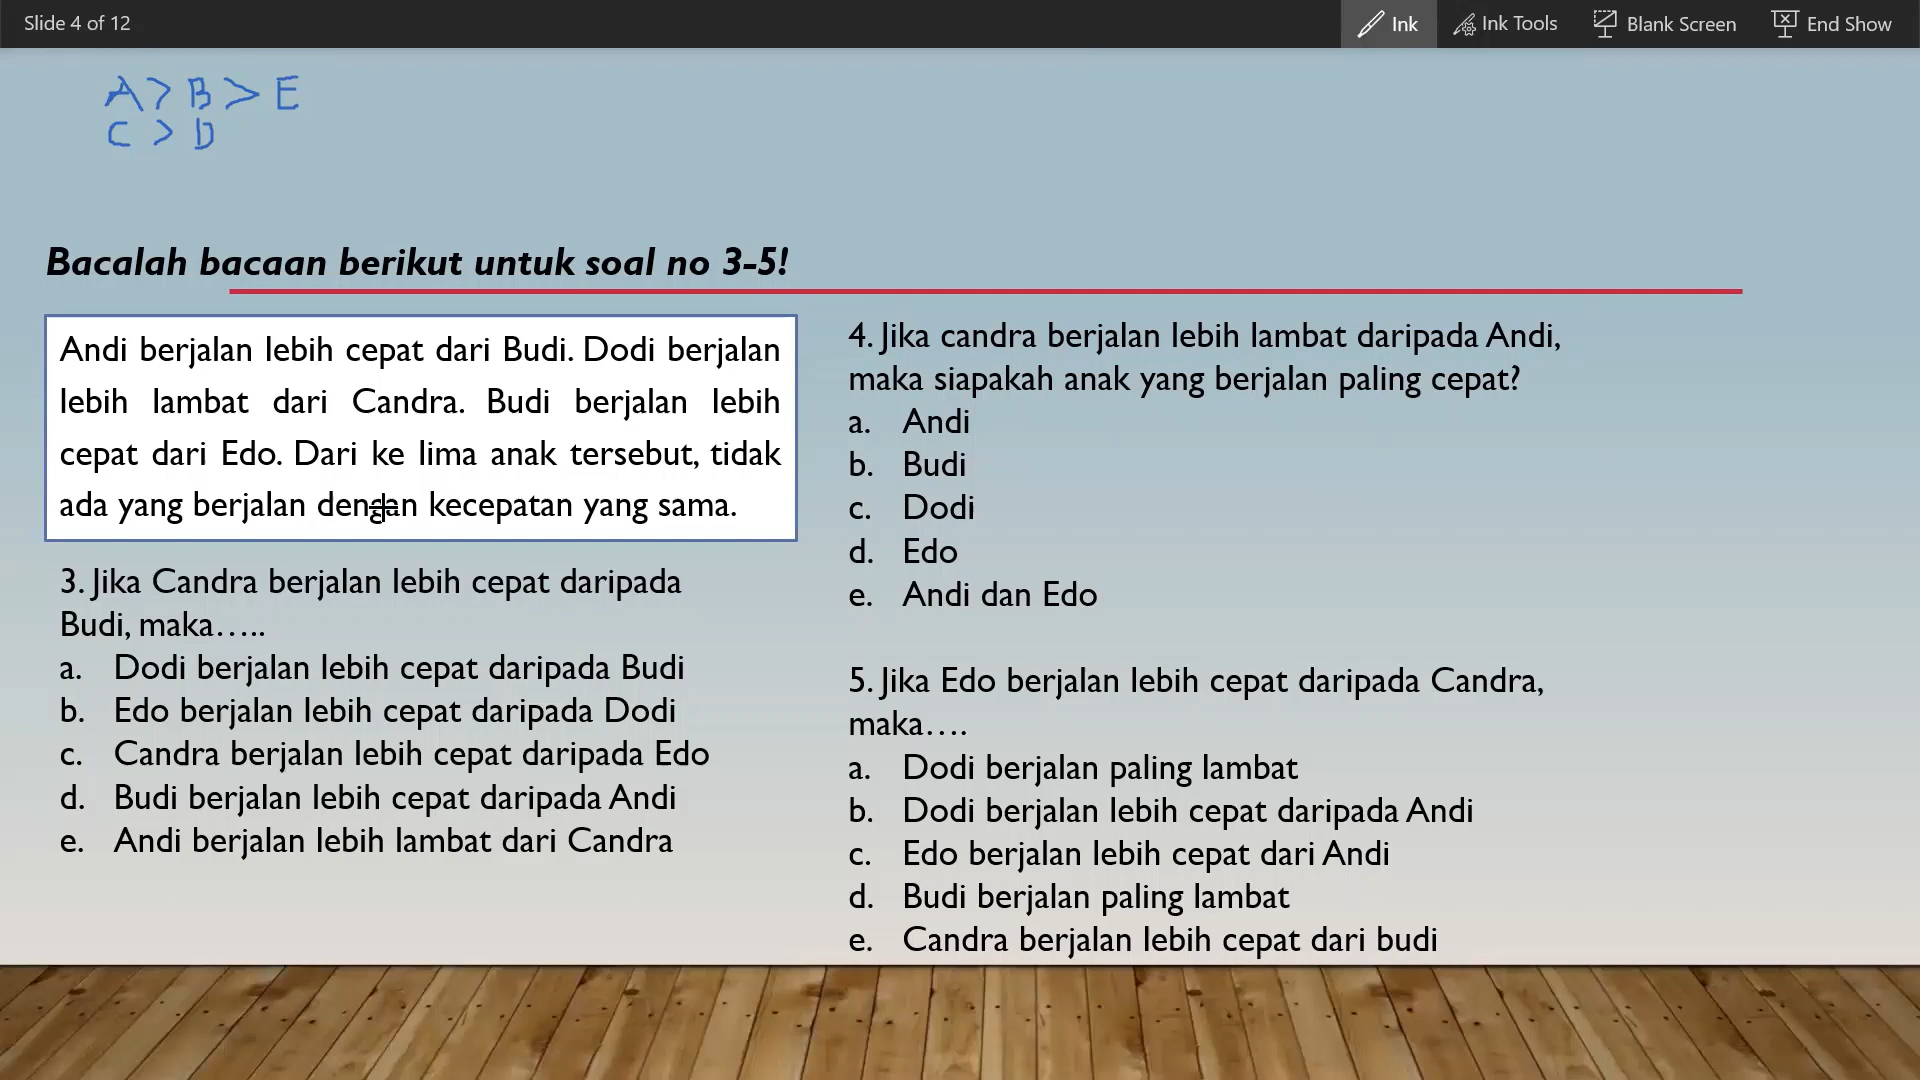 Slide 4 of 12
Ink
Ink Tools
Blank Screen
End Show
A > B > E
C > D
Bacalah bacaan berikut untuk soal no 3-5!
Andi berjalan lebih cepat dari Budi. Dodi berjalan
lebih lambat dari Candra. Budi berjalan lebih
cepat dari Edo. Dari ke lima anak tersebut, tidak
ada yang berjalan dengan kecepatan yang sama.
3. Jika Candra berjalan lebih cepat daripada
Budi, maka…..
a. Dodi berjalan lebih cepat daripada Budi
b. Edo berjalan lebih cepat daripada Dodi
c. Candra berjalan lebih cepat daripada Edo
d. Budi berjalan lebih cepat daripada Andi
e. Andi berjalan lebih lambat dari Candra
4. Jika candra berjalan lebih lambat daripada Andi,
maka siapakah anak yang berjalan paling cepat?
a. Andi
b. Budi
c. Dodi
d. Edo
e. Andi dan Edo
5. Jika Edo berjalan lebih cepat daripada Candra,
maka….
a. Dodi berjalan paling lambat
b. Dodi berjalan lebih cepat daripada Andi
c. Edo berjalan lebih cepat dari Andi
d. Budi berjalan paling lambat
e. Candra berjalan lebih cepat dari budi